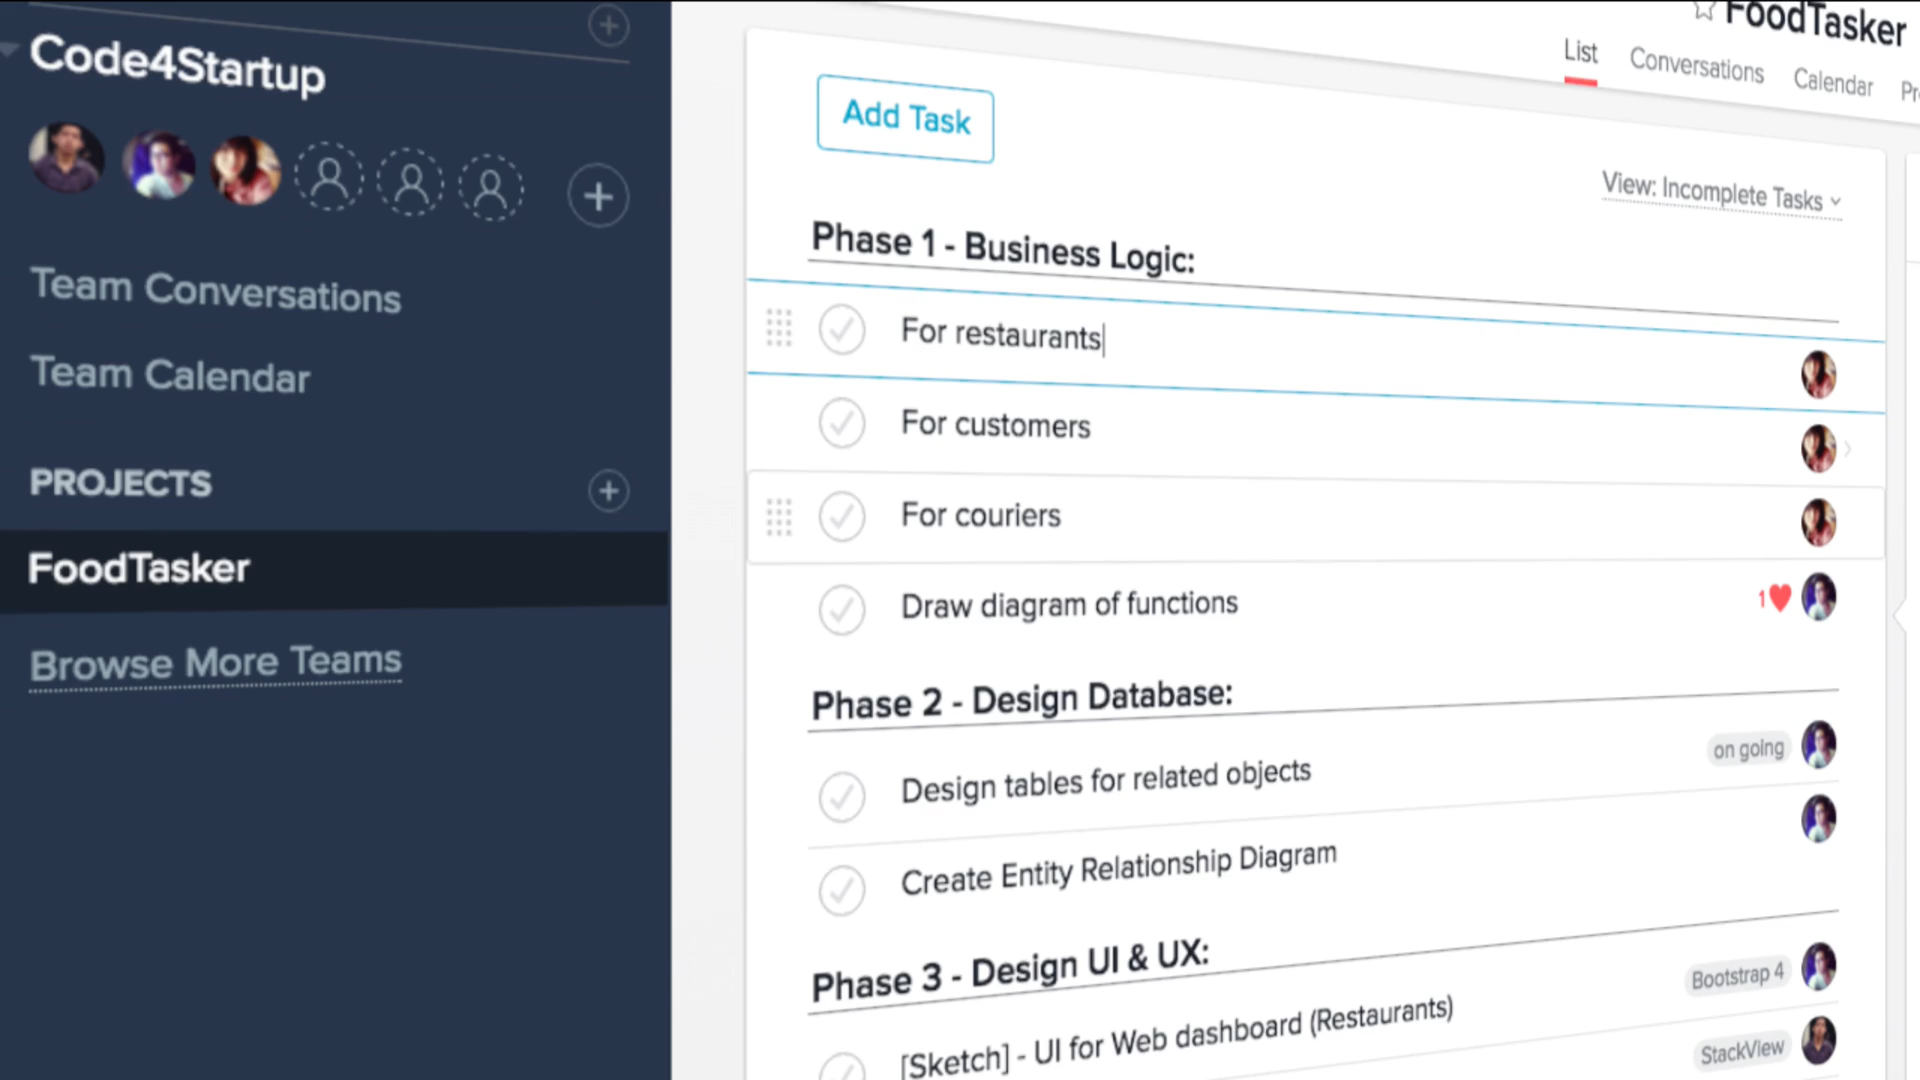 Code4Startup
Team Conversations
Team Calendar
PROJECTS
FoodTasker
Browse More Teams
FoodTasker
List
Conversations
Calendar
Add Task
View: Incomplete Tasks
Phase 1 - Business Logic:
For restaurants
For customers
For couriers
Draw diagram of functions
1
Phase 2 - Design Database:
Design tables for related objects
on going
Create Entity Relationship Diagram
Phase 3 - Design UI & UX:
[Sketch] - UI for Web dashboard (Restaurants)
Bootstrap 4
StackView